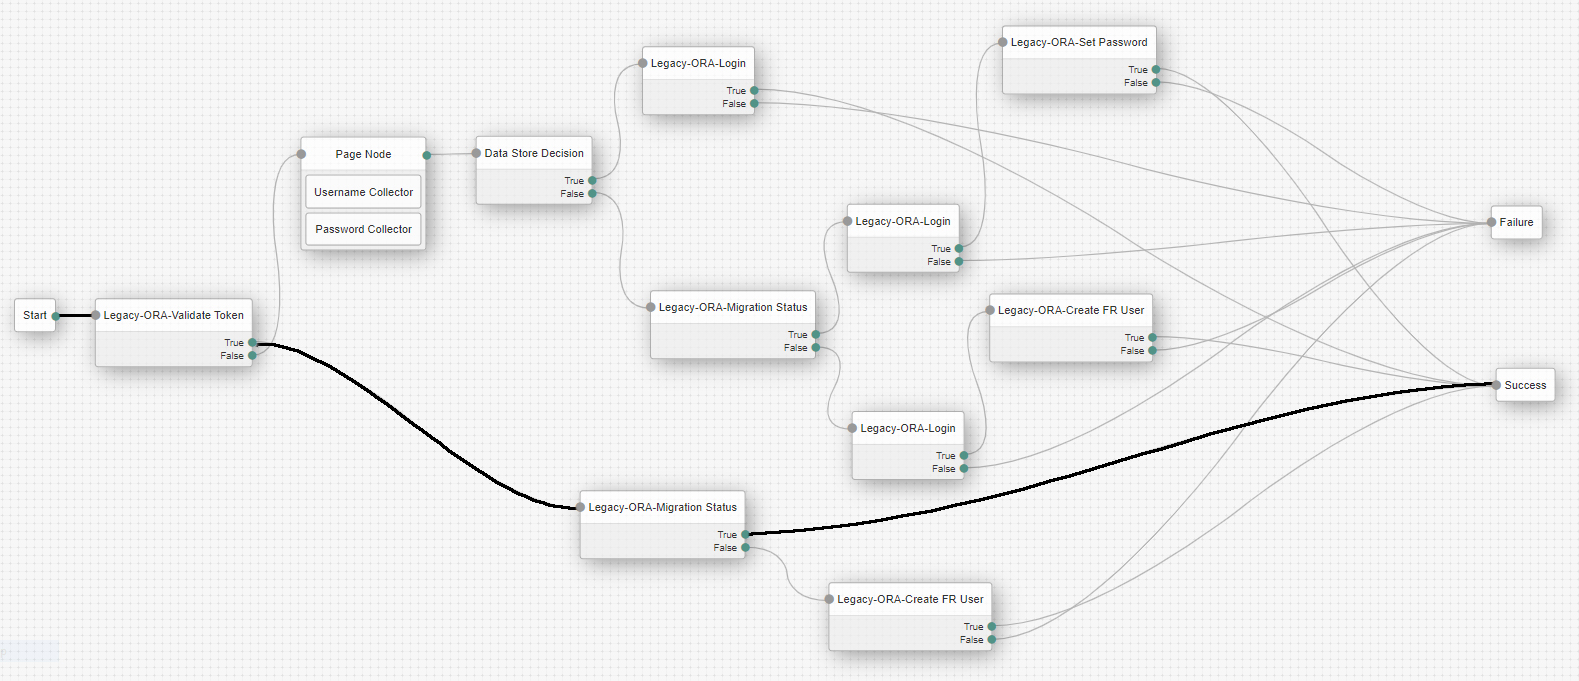 Start
Legacy-ORA-Validate Token
True
False
Page Node
Username Collector
Password Collector
Data Store Decision
True
False
Legacy-ORA-Login
True
False
Legacy-ORA-Migration Status
True
False
Legacy-ORA-Login
True
False
Legacy-ORA-Set Password
True
False
Legacy-ORA-Login
True
False
Legacy-ORA-Create FR User
True
False
Legacy-ORA-Migration Status
True
False
Legacy-ORA-Create FR User
True
False
Failure
Success